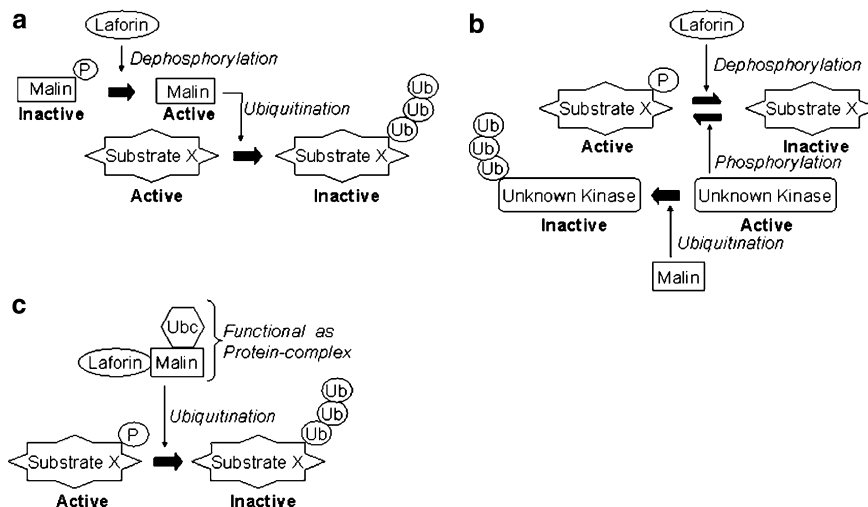 a
Laforin
Dephosphorylation
P
Malin
Inactive
Malin
Active
Ubiquitination
Ub
Ub
Ub
Substrate X
Active
Substrate X
Inactive
b
Laforin
Dephosphorylation
P
Substrate X
Active
Substrate X
Inactive
Phosphorylation
Ub
Ub
Ub
Unknown Kinase
Inactive
Unknown Kinase
Active
Ubiquitination
Malin
c
Ubc
Laforin
Malin
Functional as
Protein-complex
Ubiquitination
P
Substrate X
Active
Ub
Ub
Ub
Substrate X
Inactive